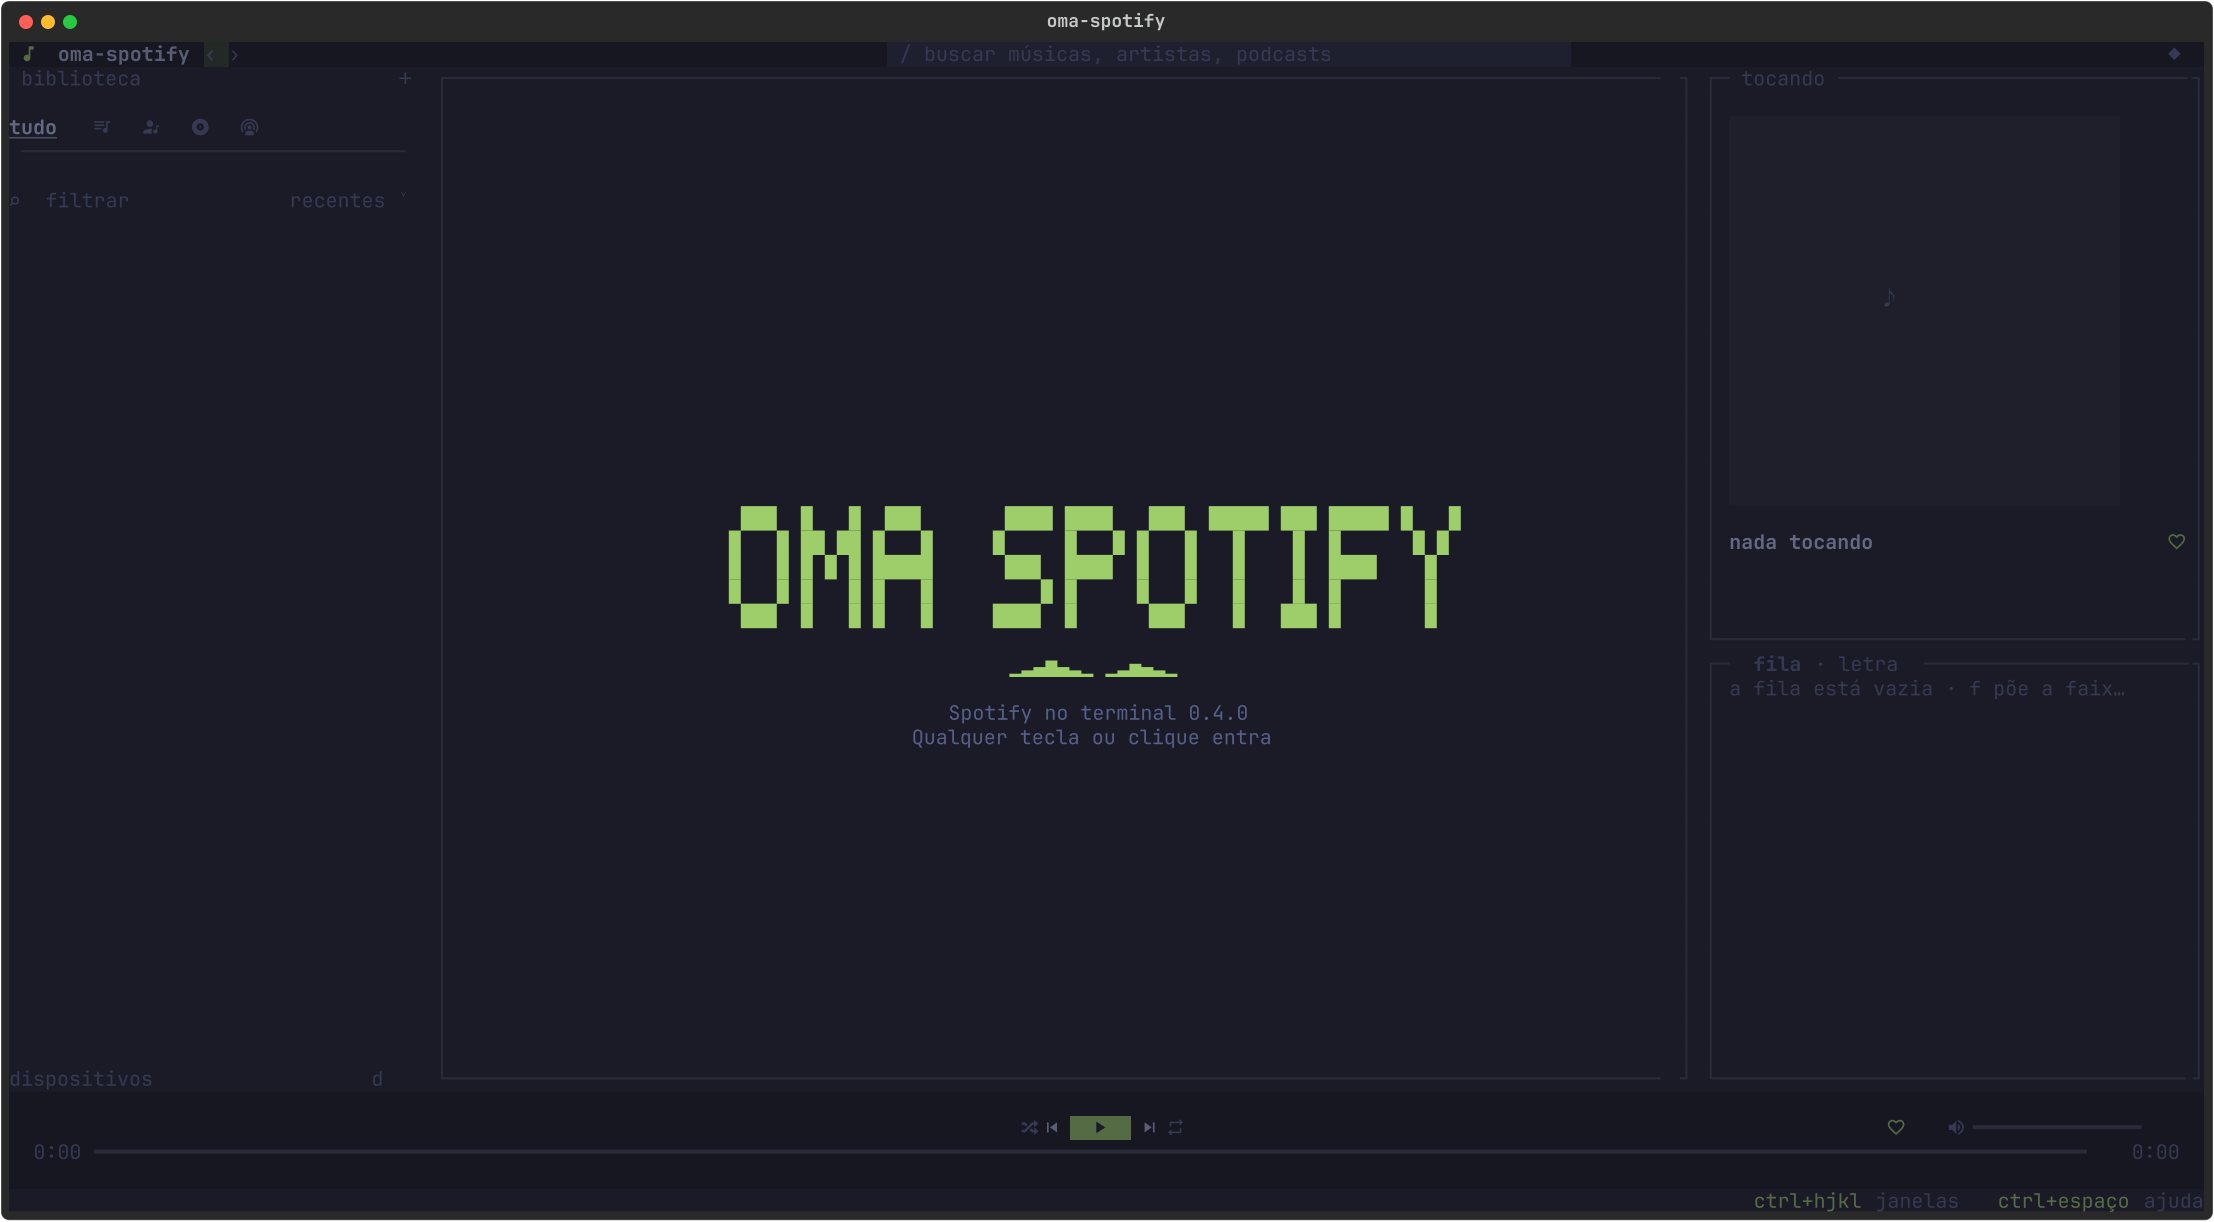 oma-spotify
oma-spotify ‹ › / buscar músicas, artistas, podcasts
biblioteca +
tudo
filtrar recentes
dispositivos d
OMA SPOTIFY
Spotify no terminal 0.4.0
Qualquer tecla ou clique entra
tocando
♪
nada tocando
fila · letra
a fila está vazia · f põe a faix…
0:00 0:00
ctrl+hjkl janelas ctrl+espaço ajuda